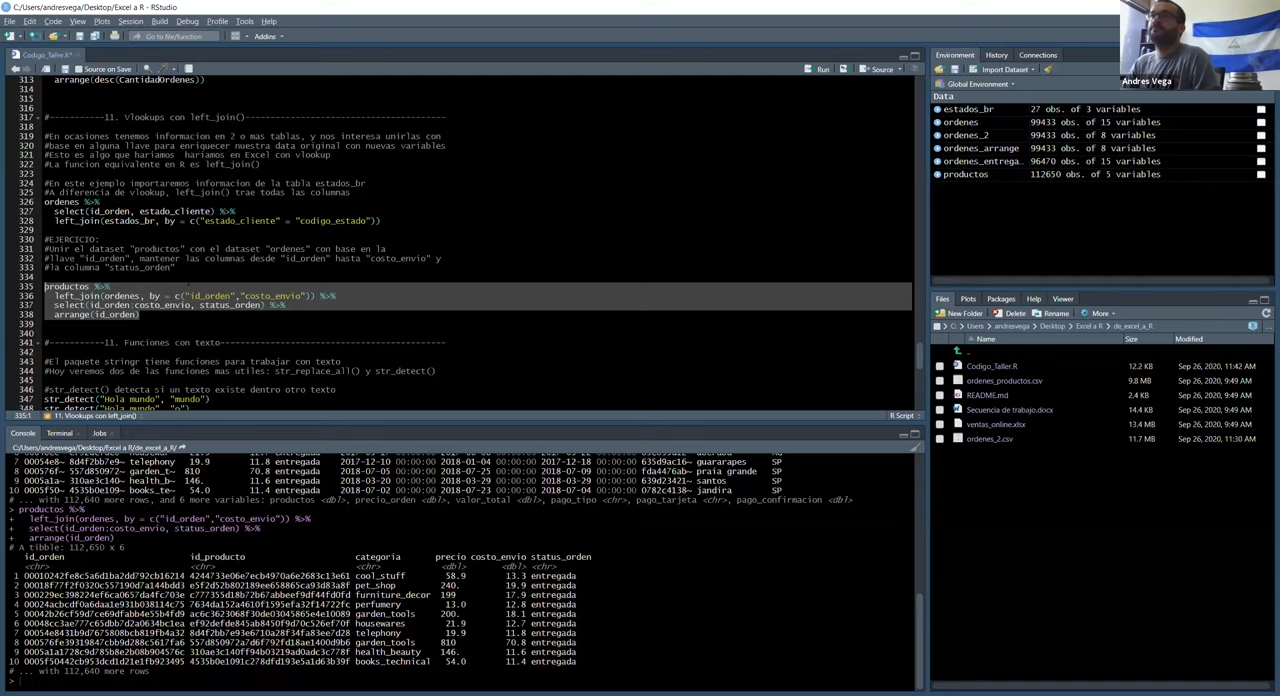 C:/Users/andresvega/Desktop/Excel a R - RStudio
File Edit Code View Plots Session Build Debug Profile Tools Help
Go to file/function Addins
Codigo_Taller.R*
Source on Save Run Source
313 arrange(desc(CantidadOrdenes))
314
315
316
317 #-----------11. Vlookups con left_join()------------------------------------------
318
319 #En ocasiones tenemos informacion en 2 o mas tablas, y nos interesa unirlas con
320 #base en alguna llave para enriquecer nuestra data original con nuevas variables
321 #Esto es algo que hariamos hariamos en Excel con vlookup
322 #La funcion equivalente en R es left_join()
323
324 #En este ejemplo importaremos informacion de la tabla estados_br
325 #A diferencia de vlookup, left_join() trae todas las columnas
326 ordenes %>%
327 select(id_orden, estado_cliente) %>%
328 left_join(estados_br, by = c("estado_cliente" = "codigo_estado"))
329
330 #EJERCICIO:
331 #Unir el dataset "productos" con el dataset "ordenes" con base en la
332 #llave "id_orden", mantener las columnas desde "id_orden" hasta "costo_envio" y
333 #la columna "status_orden"
334
335 productos %>%
336 left_join(ordenes, by = c("id_orden","costo_envio")) %>%
337 select(id_orden:costo_envio, status_orden) %>%
338 arrange(id_orden)
339
340
341 #-----------11. Funciones con texto-----------------------------------------------
342
343 #El paquete stringr tiene funciones para trabajar con texto
344 #Hoy veremos dos de las funciones mas utiles: str_replace_all() y str_detect()
345
346 #str_detect() detecta si un texto existe dentro otro texto
347 str_detect("Hola mundo", "mundo")
348 str_detect("Hola mundo", "o")
335:1 11. Vlookups con left_join() R Script
Console Terminal Jobs
C:/Users/andresvega/Desktop/Excel a R/de_excel_a_R/
7 00054e8~ 8d4f2bb7e9~ telephony 19.9 11.8 entregada 2017-12-10 00:00:00 2018-01-04 00:00:00 2017-12-18 00:00:00 635d9ac16~ guararapes SP
8 000576f~ 557d850972~ garden_t~ 810 70.8 entregada 2018-07-05 00:00:00 2018-07-25 00:00:00 2018-07-09 00:00:00 fda4476ab~ praia grande SP
9 0005a1a~ 310ae3c140~ health_b~ 146. 11.6 entregada 2018-03-20 00:00:00 2018-03-29 00:00:00 2018-03-29 00:00:00 639d23421~ santos SP
10 0005f50~ 4535b0e109~ books_te~ 54.0 11.4 entregada 2018-07-02 00:00:00 2018-07-23 00:00:00 2018-07-04 00:00:00 0782c4138~ jandira SP
# ... with 112,640 more rows, and 6 more variables: productos <dbl>, precio_orden <dbl>, valor_total <dbl>, pago_tipo <chr>, pago_tarjeta <chr>, pago_confirmacion <dbl>
> productos %>%
+ left_join(ordenes, by = c("id_orden","costo_envio")) %>%
+ select(id_orden:costo_envio, status_orden) %>%
+ arrange(id_orden)
# A tibble: 112,650 x 6
id_orden id_producto categoria precio costo_envio status_orden
<chr> <chr> <chr> <dbl> <dbl> <chr>
1 00010242fe8c5a6d1ba2dd792cb16214 4244733e06e7ecb4970a6e2683c13e61 cool_stuff 58.9 13.3 entregada
2 00018f77f2f0320c557190d7a144bdd3 e5f2d52b802189ee658865ca93d83a8f pet_shop 240. 19.9 entregada
3 000229ec398224ef6ca0657da4fc703e c777355d18b72b67abbeef9df44fd0fd furniture_decor 199 17.9 entregada
4 00024acbcdf0a6daa1e931b038114c75 7634da152a4610f1595efa32f14722fc perfumery 13.0 12.8 entregada
5 00042b26cf59d7ce69dfabb4e55b4fd9 ac6c3623068f30de03045865e4e10089 garden_tools 200. 18.1 entregada
6 00048cc3ae777c65dbb7d2a0634bc1ea ef92defde845ab8450f9d70c526ef70f housewares 21.9 12.7 entregada
7 00054e8431b9d7675808bcb819fb4a32 8d4f2bb7e93e6710a28f34fa83ee7d28 telephony 19.9 11.8 entregada
8 000576fe39319847cbb9d288c5617fa6 557d850972a7d6f792fd18ae1400d9b6 garden_tools 810 70.8 entregada
9 0005a1a1728c9d785b8e2b08b904576c 310ae3c140ff94b03219ad0adc3c778f health_beauty 146. 11.6 entregada
10 0005f50442cb953dcd1d21e1fb923495 4535b0e1091c278dfd193e5a1d63b39f books_technical 54.0 11.4 entregada
# ... with 112,640 more rows
>
Andres Vega
Environment History Connections
Import Dataset
Global Environment
Data
estados_br 27 obs. of 3 variables
ordenes 99433 obs. of 15 variables
ordenes_2 99433 obs. of 8 variables
ordenes_arrange 99433 obs. of 8 variables
ordenes_entrega… 96470 obs. of 15 variables
productos 112650 obs. of 5 variables
Files Plots Packages Help Viewer
New Folder Delete Rename More
C: Users andresvega Desktop Excel a R de_excel_a_R
Name Size Modified
..
Codigo_Taller.R 12.2 KB Sep 26, 2020, 11:42 AM
ordenes_productos.csv 9.8 MB Sep 26, 2020, 9:49 AM
README.md 2.4 KB Sep 26, 2020, 9:49 AM
Secuencia de trabajo.docx 14.4 KB Sep 26, 2020, 9:49 AM
ventas_online.xlsx 13.4 MB Sep 26, 2020, 9:49 AM
ordenes_2.csv 11.7 MB Sep 26, 2020, 11:30 AM